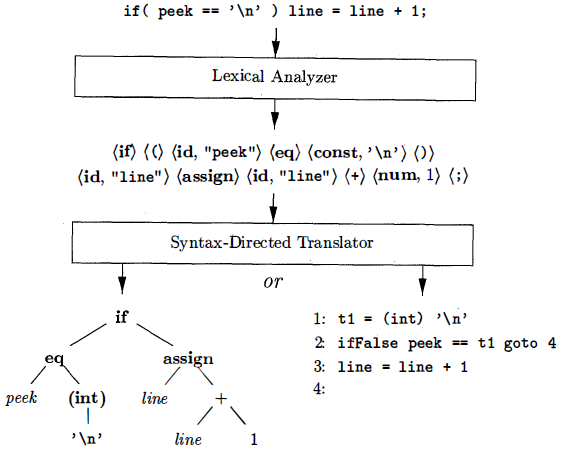 if( peek == '\n' ) line = line + 1;
Lexical Analyzer
⟨if⟩ ⟨(⟩ ⟨id, "peek"⟩ ⟨eq⟩ ⟨const, '\n'⟩ ⟨)⟩
⟨id, "line"⟩ ⟨assign⟩ ⟨id, "line"⟩ ⟨+⟩ ⟨num, 1⟩ ⟨;⟩
Syntax-Directed Translator
or
if
eq assign
peek (int) line +
'\n' line 1
1: t1 = (int) '\n'
2: ifFalse peek == t1 goto 4
3: line = line + 1
4: